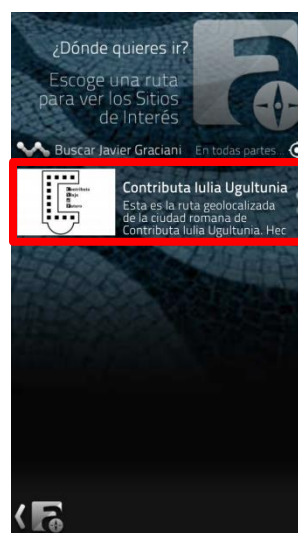 ¿Dónde quieres ir?
Escoge una ruta
para ver los Sitios
de Interés
Buscar Javier Graciani En todas partes...
Contributa Iulia Ugultunia
Esta es la ruta geolocalizada
de la ciudad romana de
Contributa Iulia Ugultunia. Hec